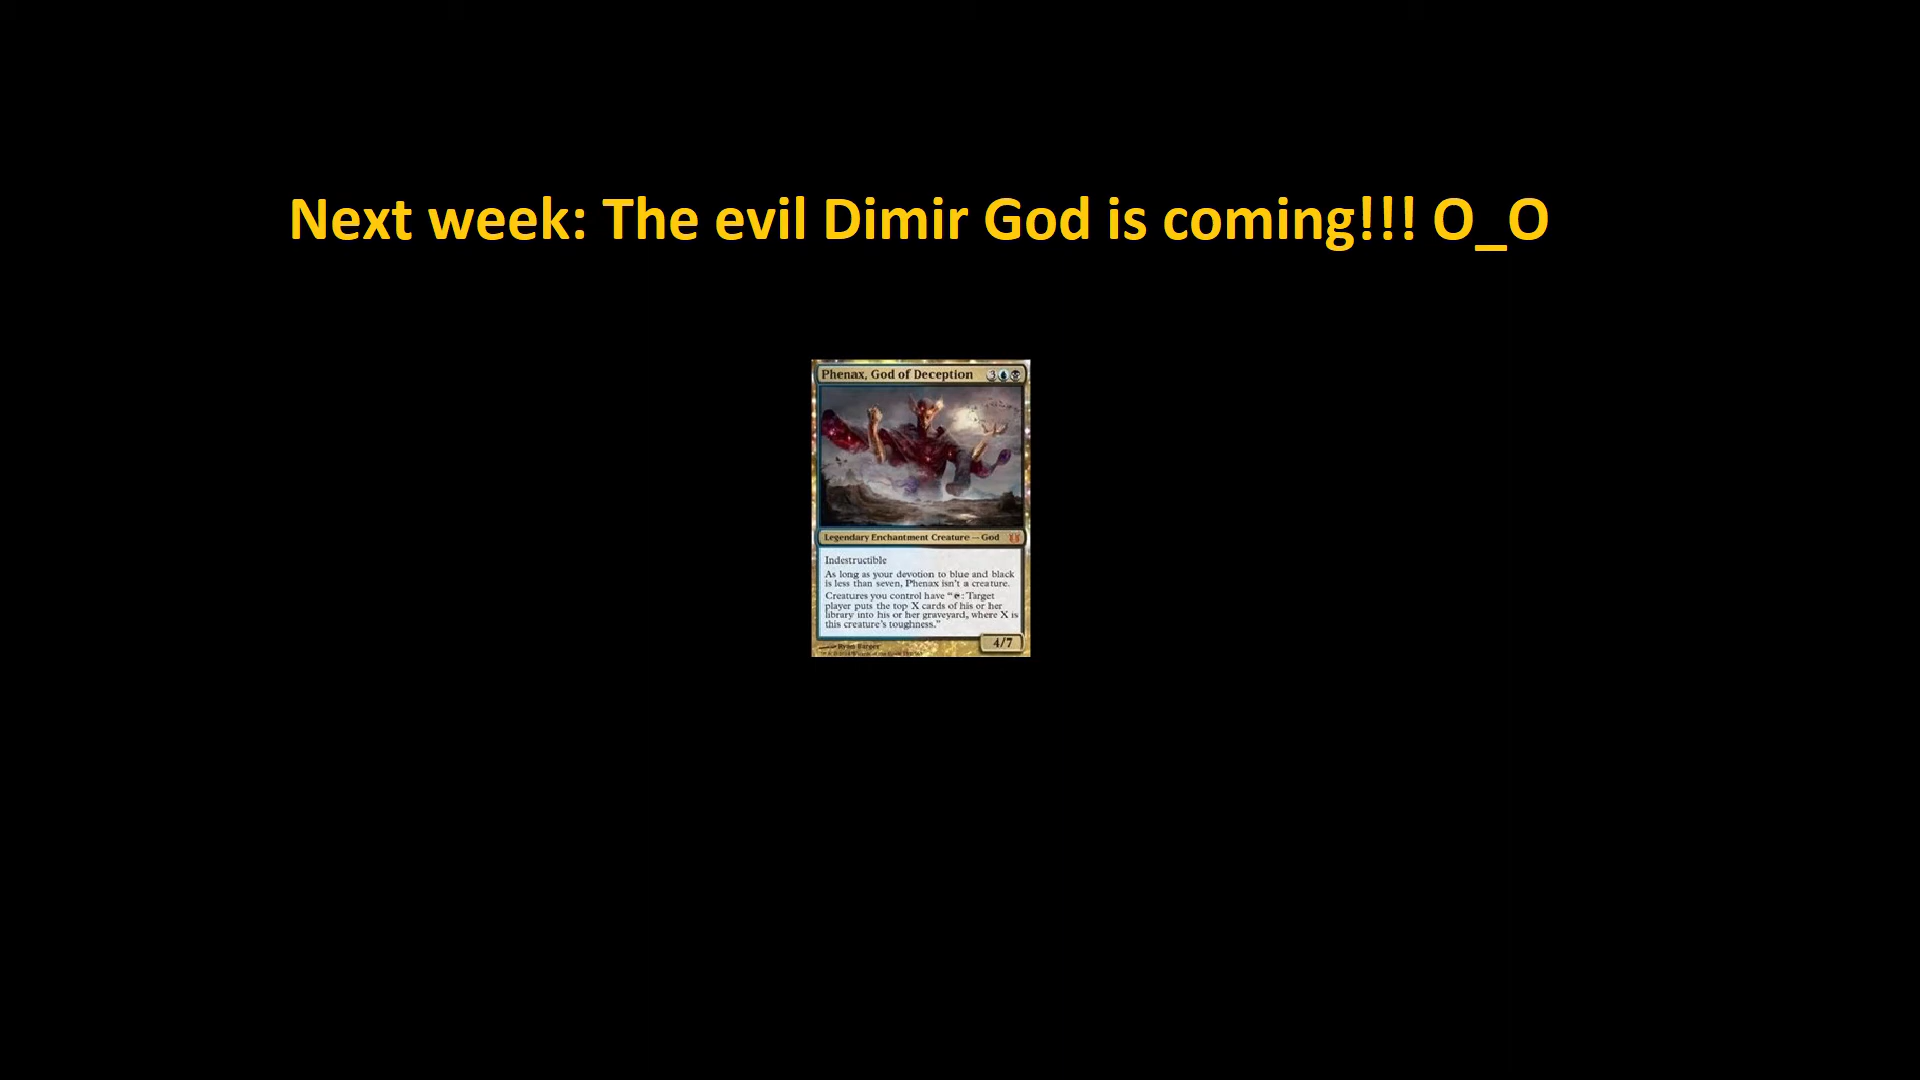 Next week: The evil Dimir God is coming!!! O_O
Phenax, God of Deception 3
Legendary Enchantment Creature — God
Indestructible
As long as your devotion to blue and black
is less than seven, Phenax isn't a creature.
Creatures you control have “: Target
player puts the top X cards of his or her
library into his or her graveyard, where X is
this creature's toughness.”
4/7
Ryan Barger